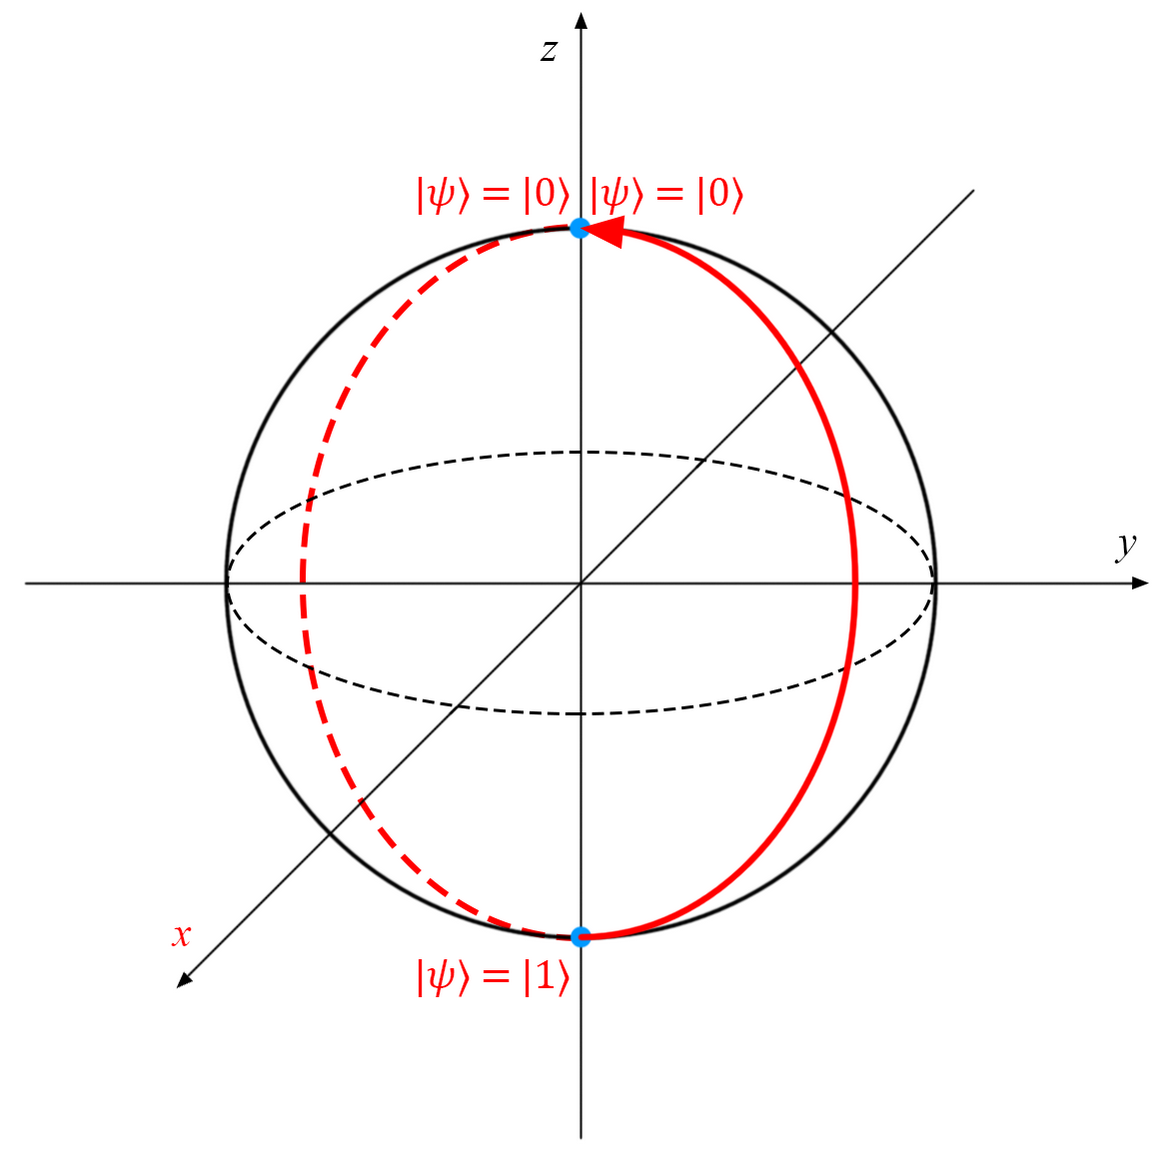 z
|ψ⟩ = |0⟩ |ψ⟩ = |0⟩
y
x
|ψ⟩ = |1⟩